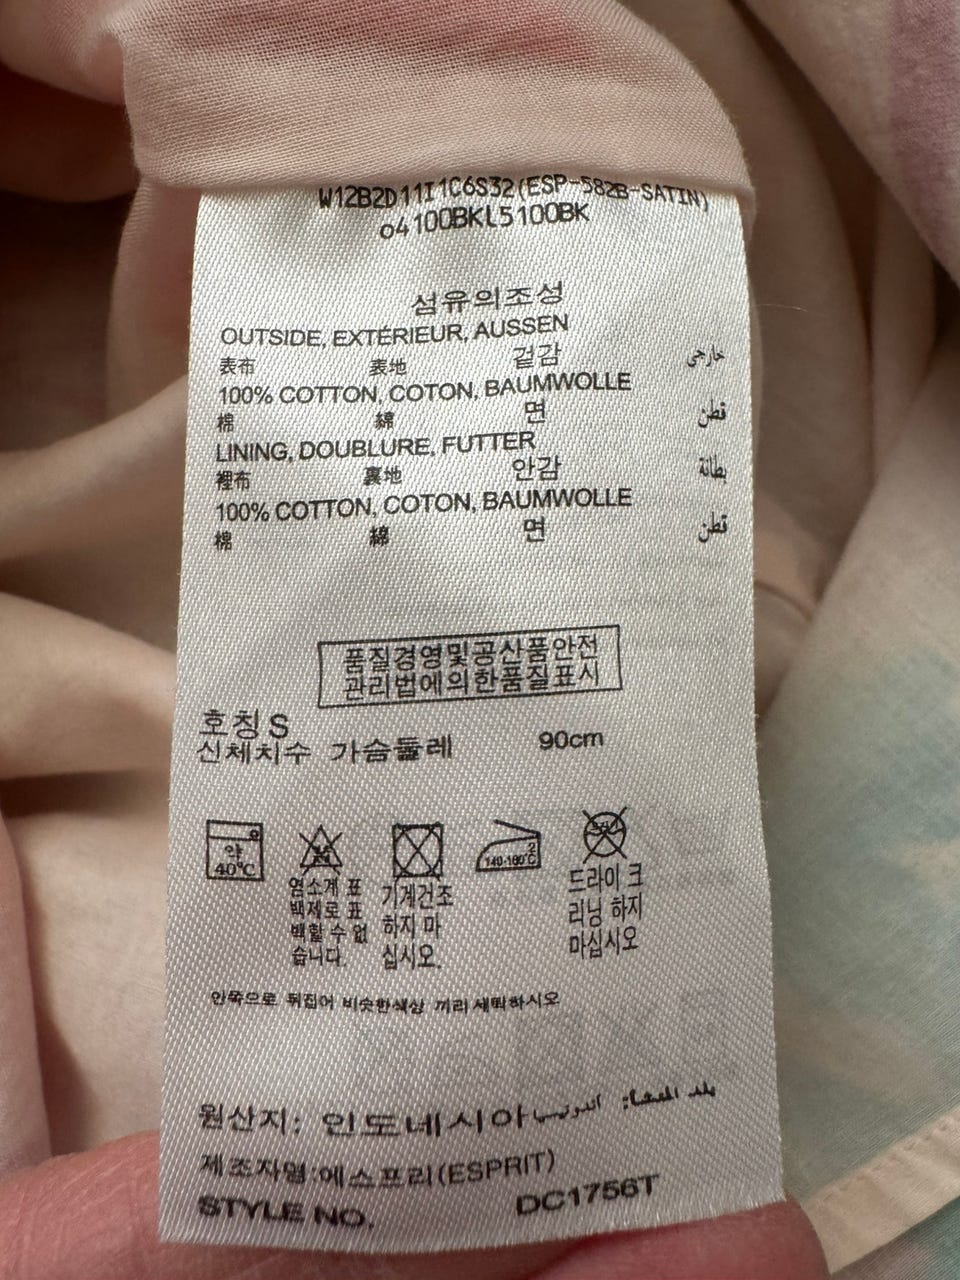 W12B2D11I1C6S32(ESP-582B-SATIN)
o4100BKL5100BK
섬유의조성
OUTSIDE, EXTÉRIEUR, AUSSEN
表布 表地 겉감 خارجي
100% COTTON, COTON, BAUMWOLLE
棉 綿 면 قطن
LINING, DOUBLURE, FUTTER
裡布 裏地 안감 بطانة
100% COTTON, COTON, BAUMWOLLE
棉 綿 면 قطن
품질경영및공산품안전
관리법에의한품질표시
호칭 S
신체치수 가슴둘레 90cm
약
40℃
염소계 표
백제로 표
백할 수 없
습니다.
기계건조
하지 마
십시오.
2
140-160℃
드라이 크
리닝 하지
마십시오
안쪽으로 뒤집어 비슷한색상 끼리 세탁하시오
원산지: 인도네시아 بلد المنشأ: اندونيسيا
제조자명:에스프리(ESPRIT)
STYLE NO. DC1756T